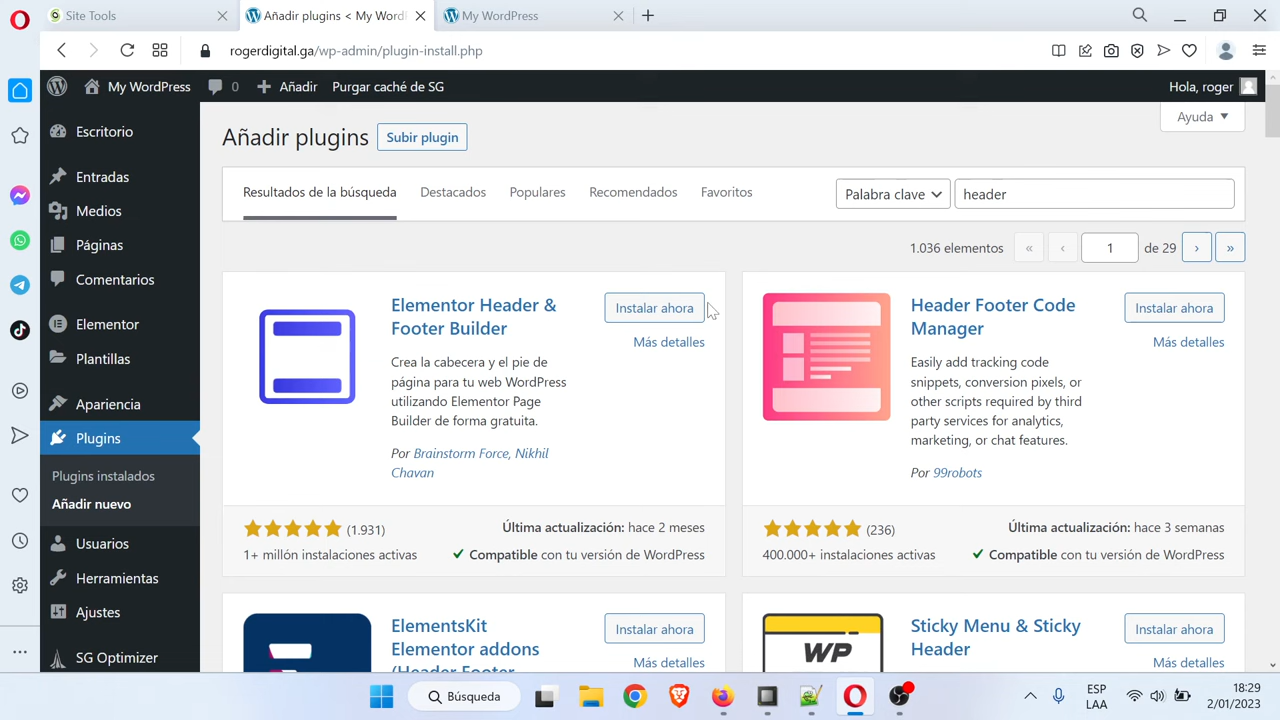 Site Tools
Añadir plugins < My Word
My WordPress
rogerdigital.ga/wp-admin/plugin-install.php
My WordPress
0
Añadir
Purgar caché de SG
Hola, roger
Escritorio
Entradas
Medios
Páginas
Comentarios
Elementor
Plantillas
Apariencia
Plugins
Plugins instalados
Añadir nuevo
Usuarios
Herramientas
Ajustes
SG Optimizer
Añadir plugins
Subir plugin
Ayuda
Resultados de la búsqueda
Destacados
Populares
Recomendados
Favoritos
Palabra clave
header
1.036 elementos
«
‹
1
de 29
›
»
Elementor Header &
Footer Builder
Instalar ahora
Más detalles
Crea la cabecera y el pie de
página para tu web WordPress
utilizando Elementor Page
Builder de forma gratuita.
Por Brainstorm Force, Nikhil
Chavan
(1.931)
Última actualización: hace 2 meses
1+ millón instalaciones activas
Compatible con tu versión de WordPress
Header Footer Code
Manager
Instalar ahora
Más detalles
Easily add tracking code
snippets, conversion pixels, or
other scripts required by third
party services for analytics,
marketing, or chat features.
Por 99robots
(236)
Última actualización: hace 3 semanas
400.000+ instalaciones activas
Compatible con tu versión de WordPress
ElementsKit
Elementor addons
(Header Footer
Instalar ahora
Más detalles
WP
Sticky Menu & Sticky
Header
Instalar ahora
Más detalles
Búsqueda
ESP
LAA
18:29
2/01/2023